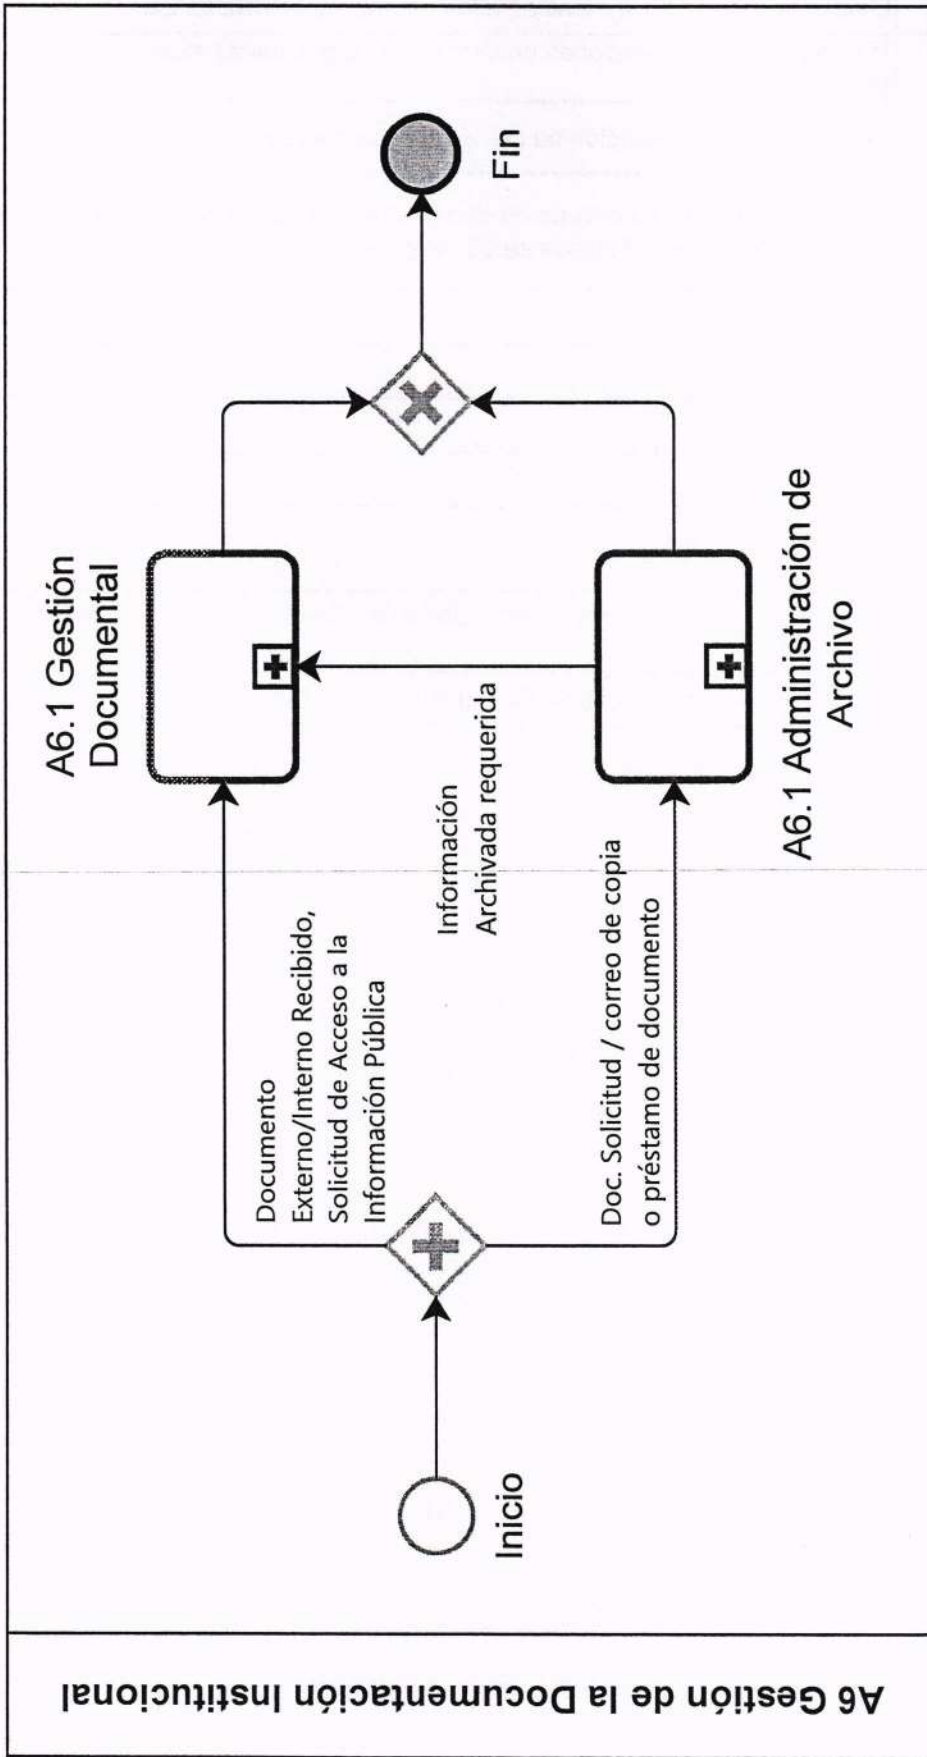 A6 Gestión de la Documentación Institucional
Inicio
Documento
Externo/Interno Recibido,
Solicitud de Acceso a la
Información Pública
Doc. Solicitud / correo de copia
o préstamo de documento
Información
Archivada requerida
A6.1 Gestión
Documental
A6.1 Administración de
Archivo
Fin